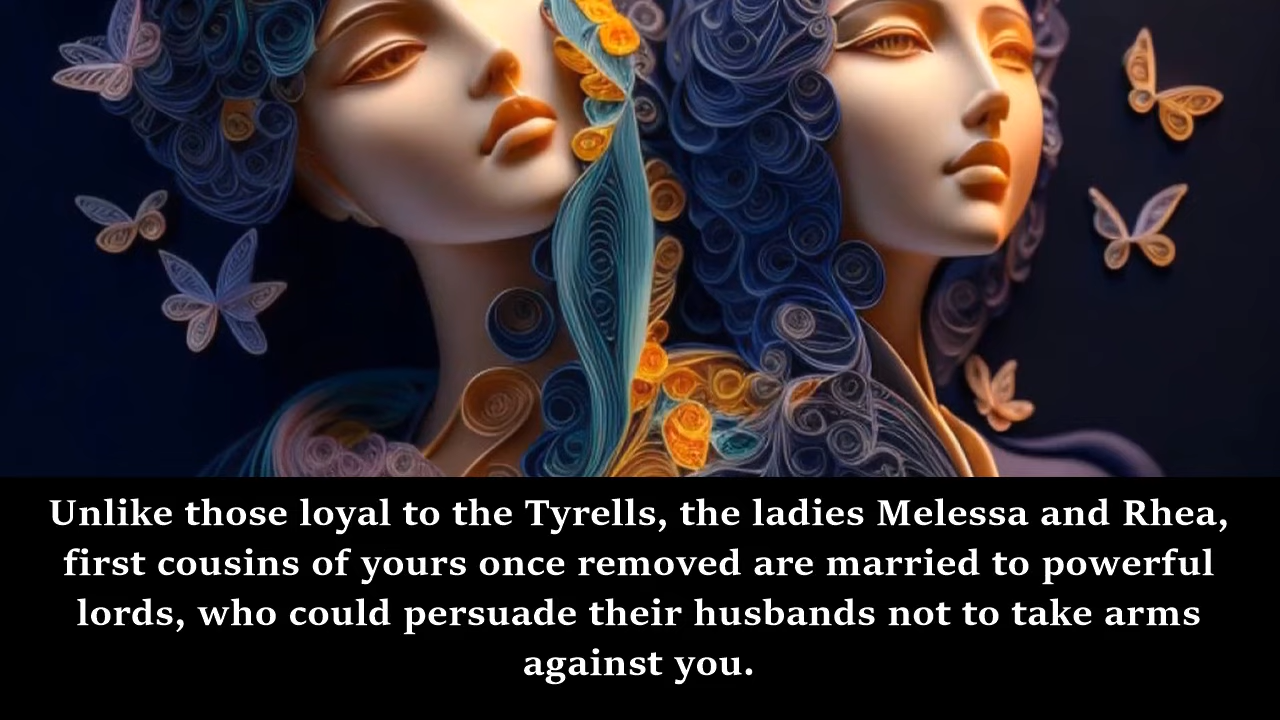 Unlike those loyal to the Tyrells, the ladies Melessa and Rhea,
first cousins of yours once removed are married to powerful
lords, who could persuade their husbands not to take arms
against you.